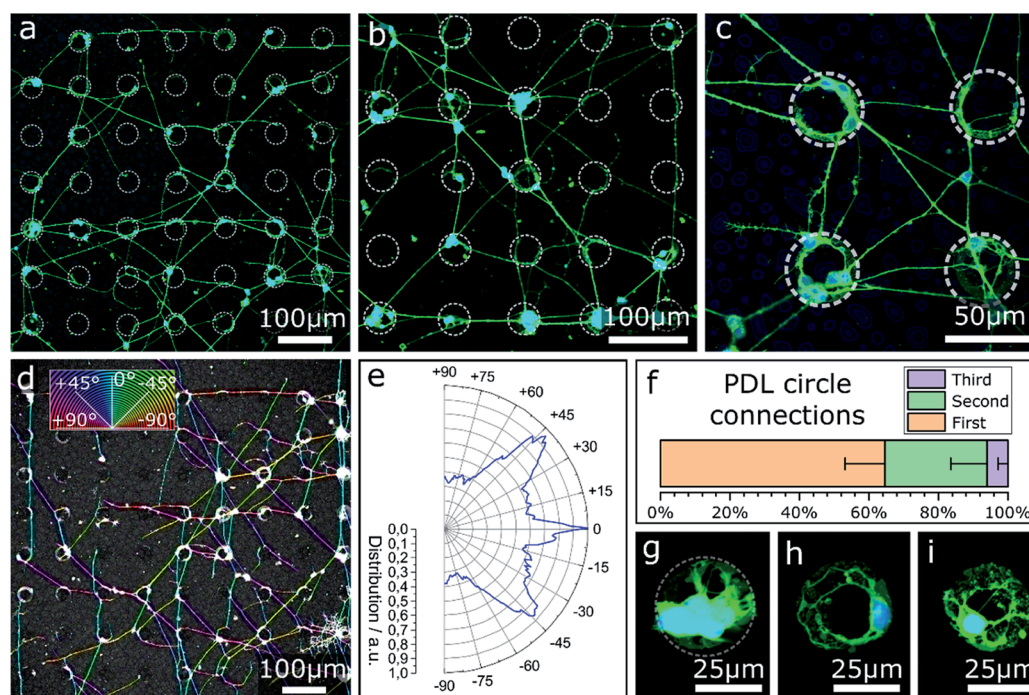 a
100µm
b
100µm
c
50µm
d
+45°
0°
-45°
+90°
-90°
100µm
e
+90
+75
+60
+45
+30
+15
0
-15
-30
-45
-60
-75
-90
0,0
0,1
0,2
0,3
0,4
0,5
0,6
0,7
0,8
0,9
1,0
Distribution / a.u.
f
PDL circle
connections
Third
Second
First
0%
20%
40%
60%
80%
100%
g
25µm
h
25µm
i
25µm